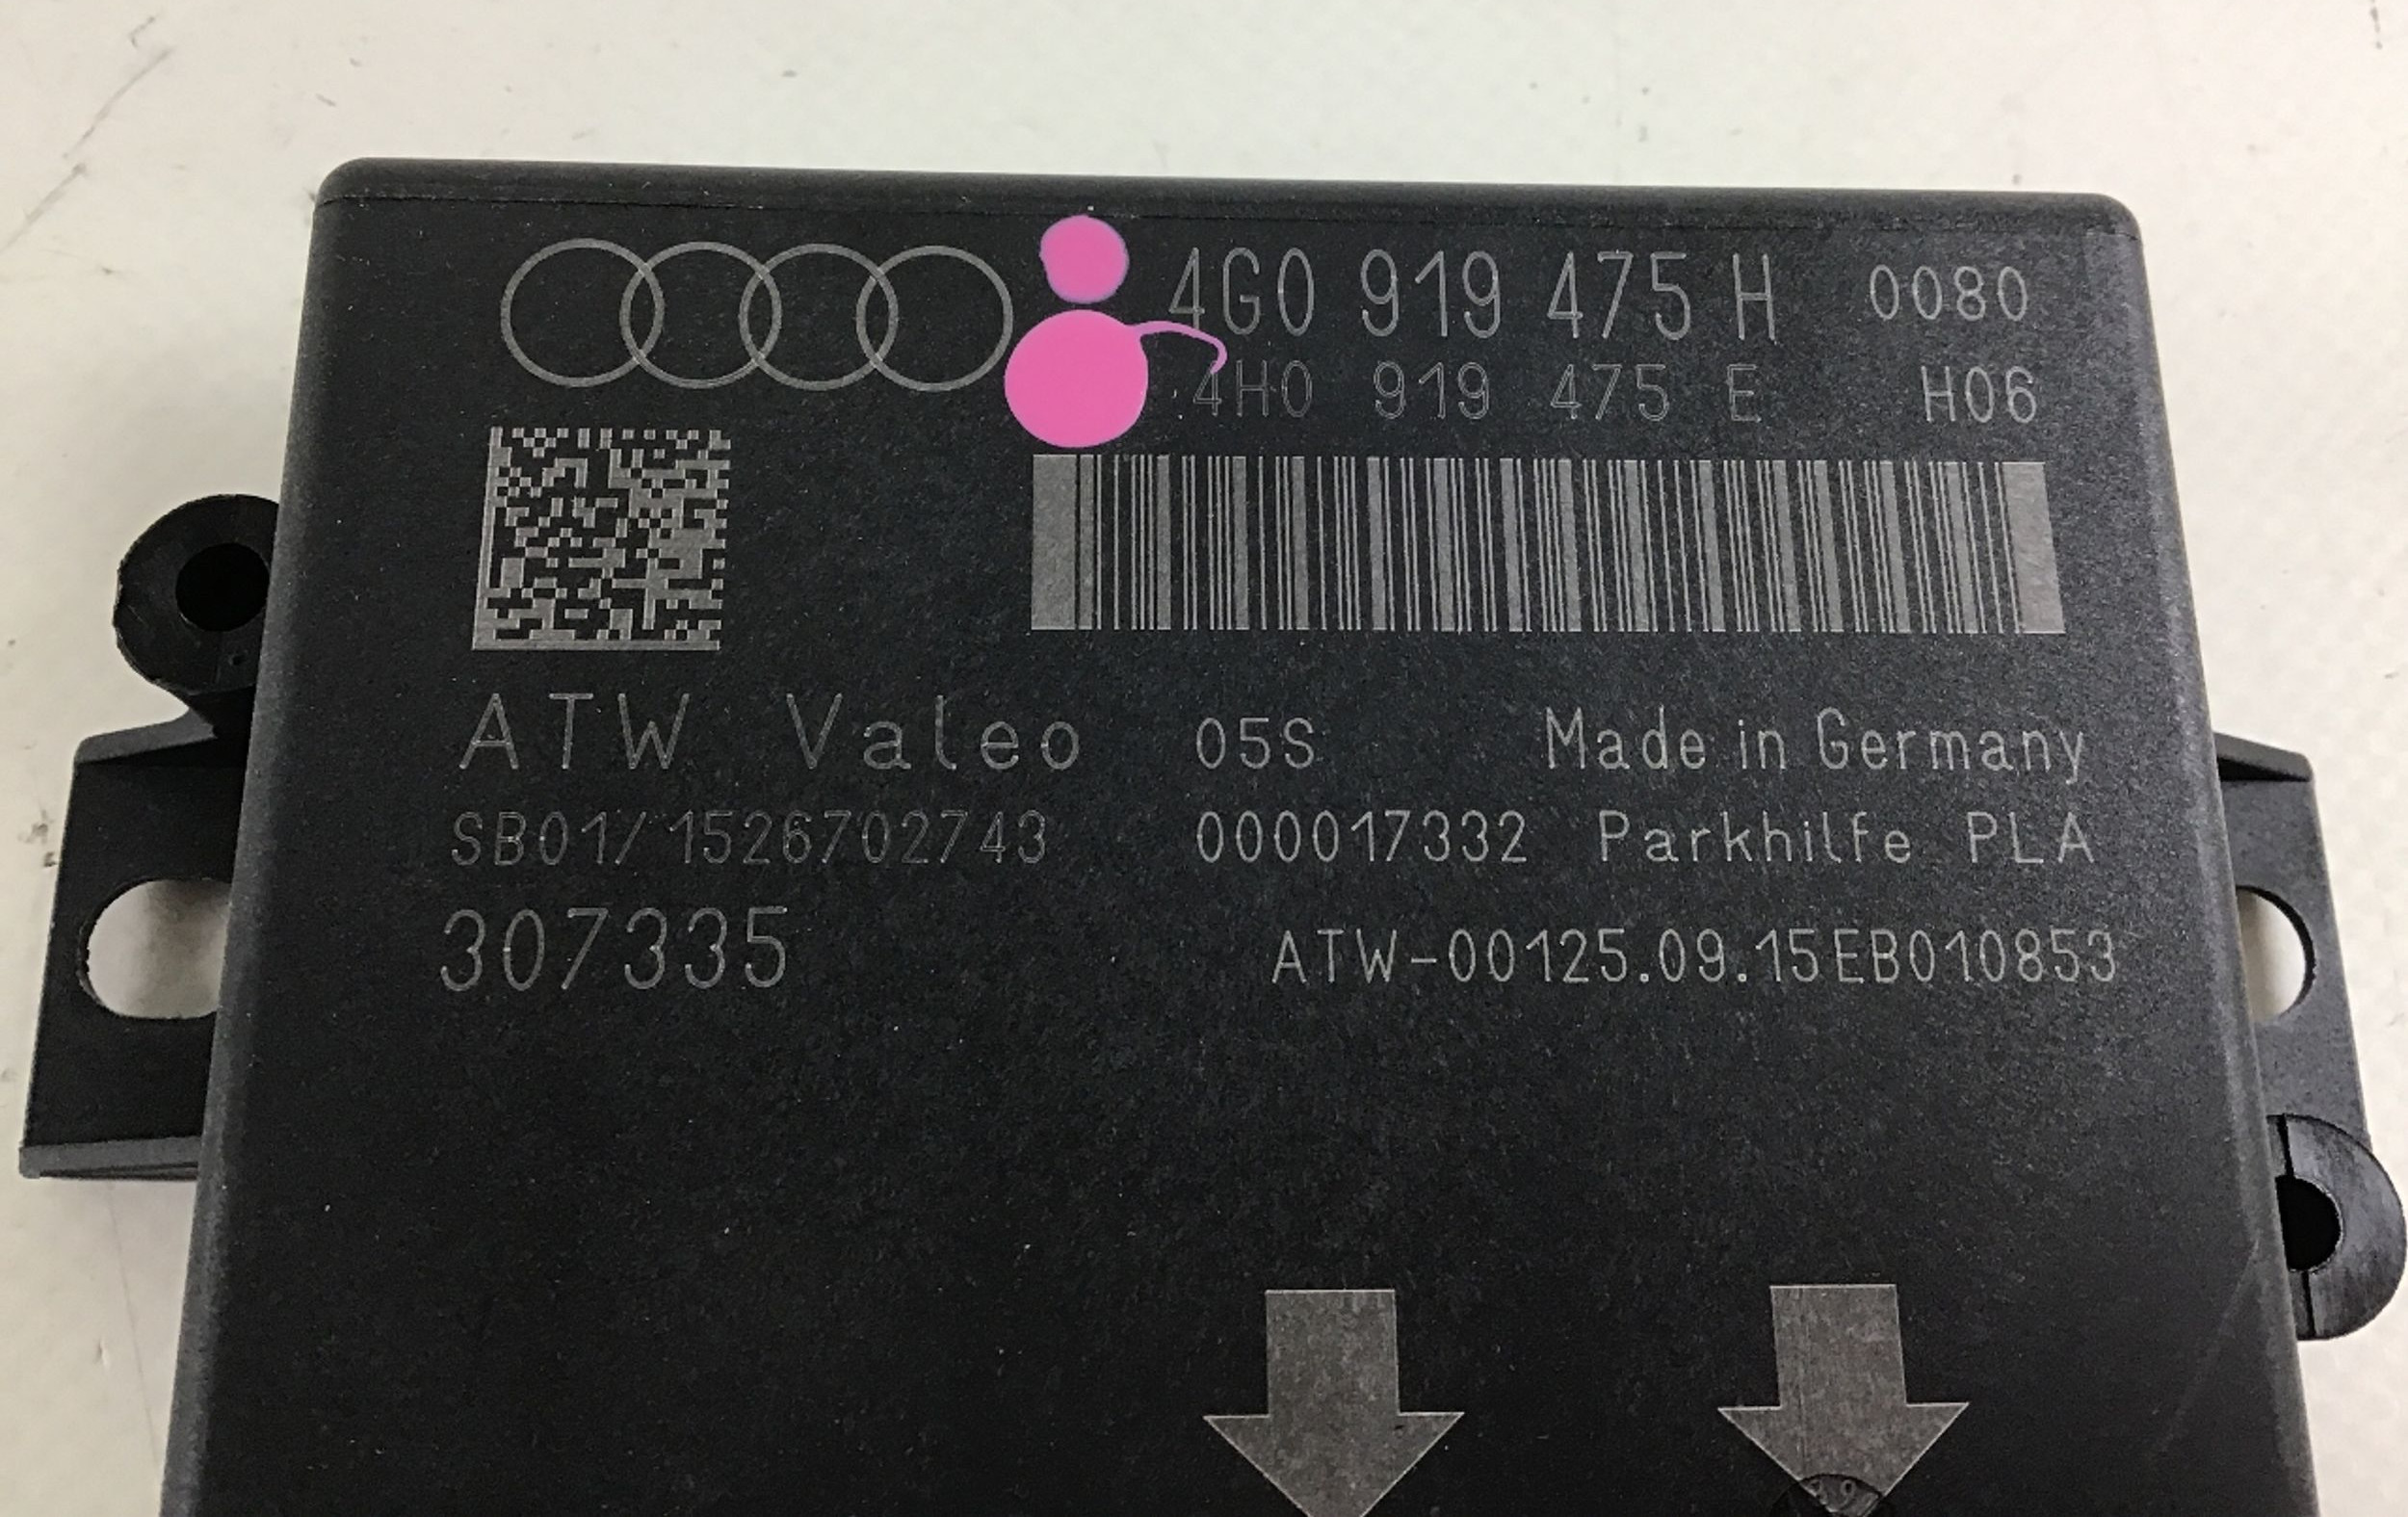 4G0 919 475 H 0080
4H0 919 475 E H06
ATW Valeo 05S Made in Germany
SB01/1526702743 000017332 Parkhilfe PLA
307335 ATW-00125.09.15EB010853